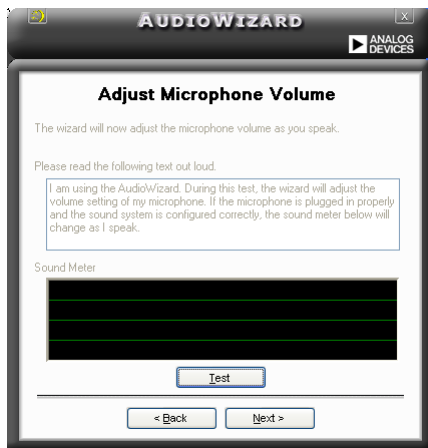 AUDIOWIZARD
X
ANALOG
DEVICES
Adjust Microphone Volume
The wizard will now adjust the microphone volume as you speak.
Please read the following text out loud.
I am using the AudioWizard. During this test, the wizard will adjust the
volume setting of my microphone. If the microphone is plugged in properly
and the sound system is configured correctly, the sound meter below will
change as I speak.
Sound Meter
Test
< Back Next >